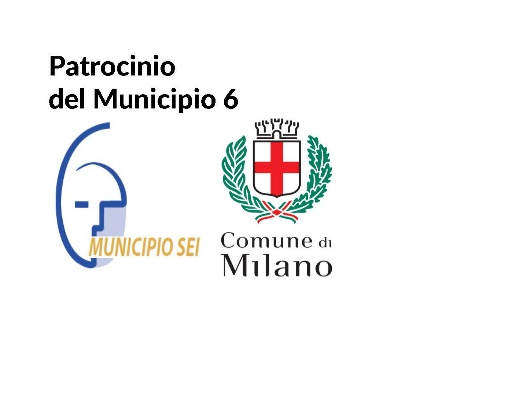 Patrocinio
del Municipio 6
MUNICIPIO SEI
Comune di
Milano